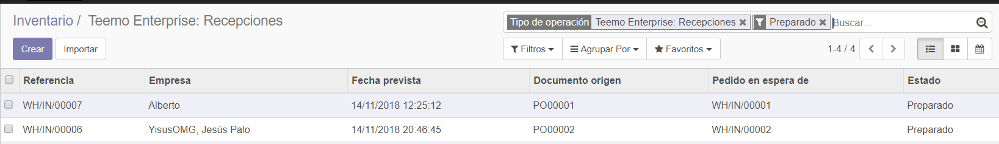 Inventario / Teemo Enterprise: Recepciones
Tipo de operación Teemo Enterprise: Recepciones Preparado Buscar...
Crear Importar
Filtros Agrupar Por Favoritos 1-4 / 4
Referencia Empresa Fecha prevista Documento origen Pedido en espera de Estado
WH/IN/00007 Alberto 14/11/2018 12:25:12 PO00001 WH/IN/00001 Preparado
WH/IN/00006 YisusOMG, Jesús Palo 14/11/2018 20:46:45 PO00002 WH/IN/00002 Preparado